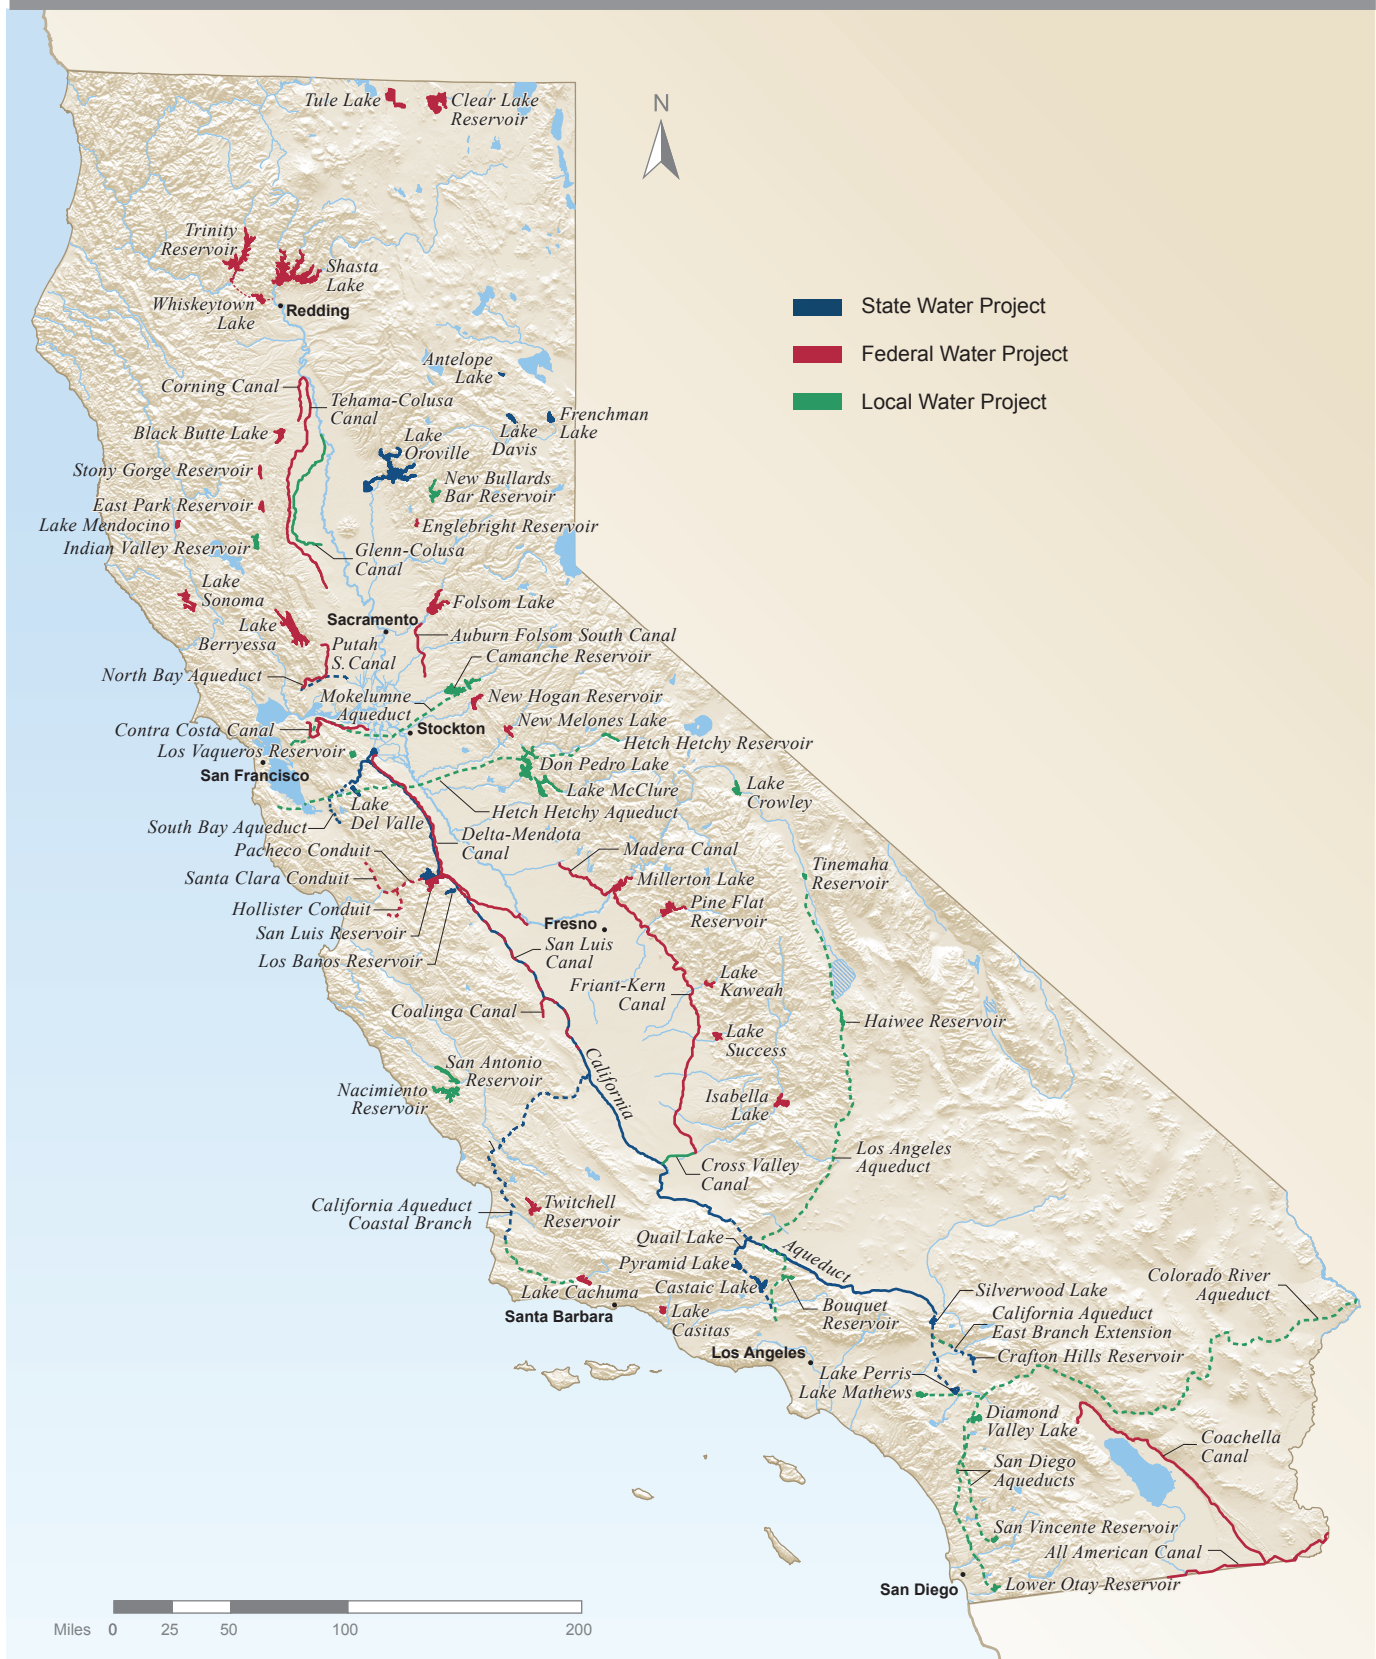 N
Tule Lake
Clear Lake
Reservoir
Trinity
Reservoir
Shasta
Lake
Whiskeytown
Lake
Redding
State Water Project
Federal Water Project
Local Water Project
Antelope
Lake
Corning Canal
Tehama-Colusa
Canal
Frenchman
Lake
Lake
Davis
Black Butte Lake
Lake
Oroville
Stony Gorge Reservoir
New Bullards
Bar Reservoir
East Park Reservoir
Lake Mendocino
Englebright Reservoir
Indian Valley Reservoir
Glenn-Colusa
Canal
Lake
Sonoma
Folsom Lake
Lake
Berryessa
Sacramento
Putah
S. Canal
Auburn Folsom South Canal
Camanche Reservoir
North Bay Aqueduct
Mokelumne
Aqueduct
New Hogan Reservoir
New Melones Lake
Contra Costa Canal
Stockton
Los Vaqueros Reservoir
Hetch Hetchy Reservoir
San Francisco
Don Pedro Lake
Lake McClure
Lake
Crowley
Lake
Del Valle
Hetch Hetchy Aqueduct
South Bay Aqueduct
Delta-Mendota
Canal
Pacheco Conduit
Madera Canal
Tinemaha
Reservoir
Santa Clara Conduit
Millerton Lake
Hollister Conduit
Pine Flat
Reservoir
San Luis Reservoir
Fresno
Los Banos Reservoir
San Luis
Canal
Friant-Kern
Canal
Lake
Kaweah
Coalinga Canal
Haiwee Reservoir
Lake
Success
San Antonio
Reservoir
California
Nacimiento
Reservoir
Isabella
Lake
Los Angeles
Aqueduct
Cross Valley
Canal
California Aqueduct
Coastal Branch
Twitchell
Reservoir
Quail Lake
Aqueduct
Pyramid Lake
Castaic Lake
Lake Cachuma
Santa Barbara
Lake
Casitas
Bouquet
Reservoir
Silverwood Lake
Colorado River
Aqueduct
California Aqueduct
East Branch Extension
Los Angeles
Crafton Hills Reservoir
Lake Perris
Lake Mathews
Diamond
Valley Lake
Coachella
Canal
San Diego
Aqueducts
San Vincente Reservoir
All American Canal
San Diego
Lower Otay Reservoir
Miles 0 25 50 100 200